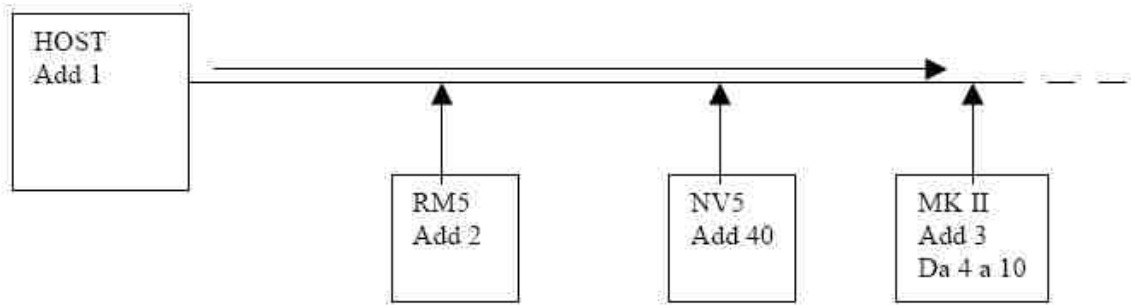 HOST
Add 1
RM5
Add 2
NV5
Add 40
MK II
Add 3
Da 4 a 10